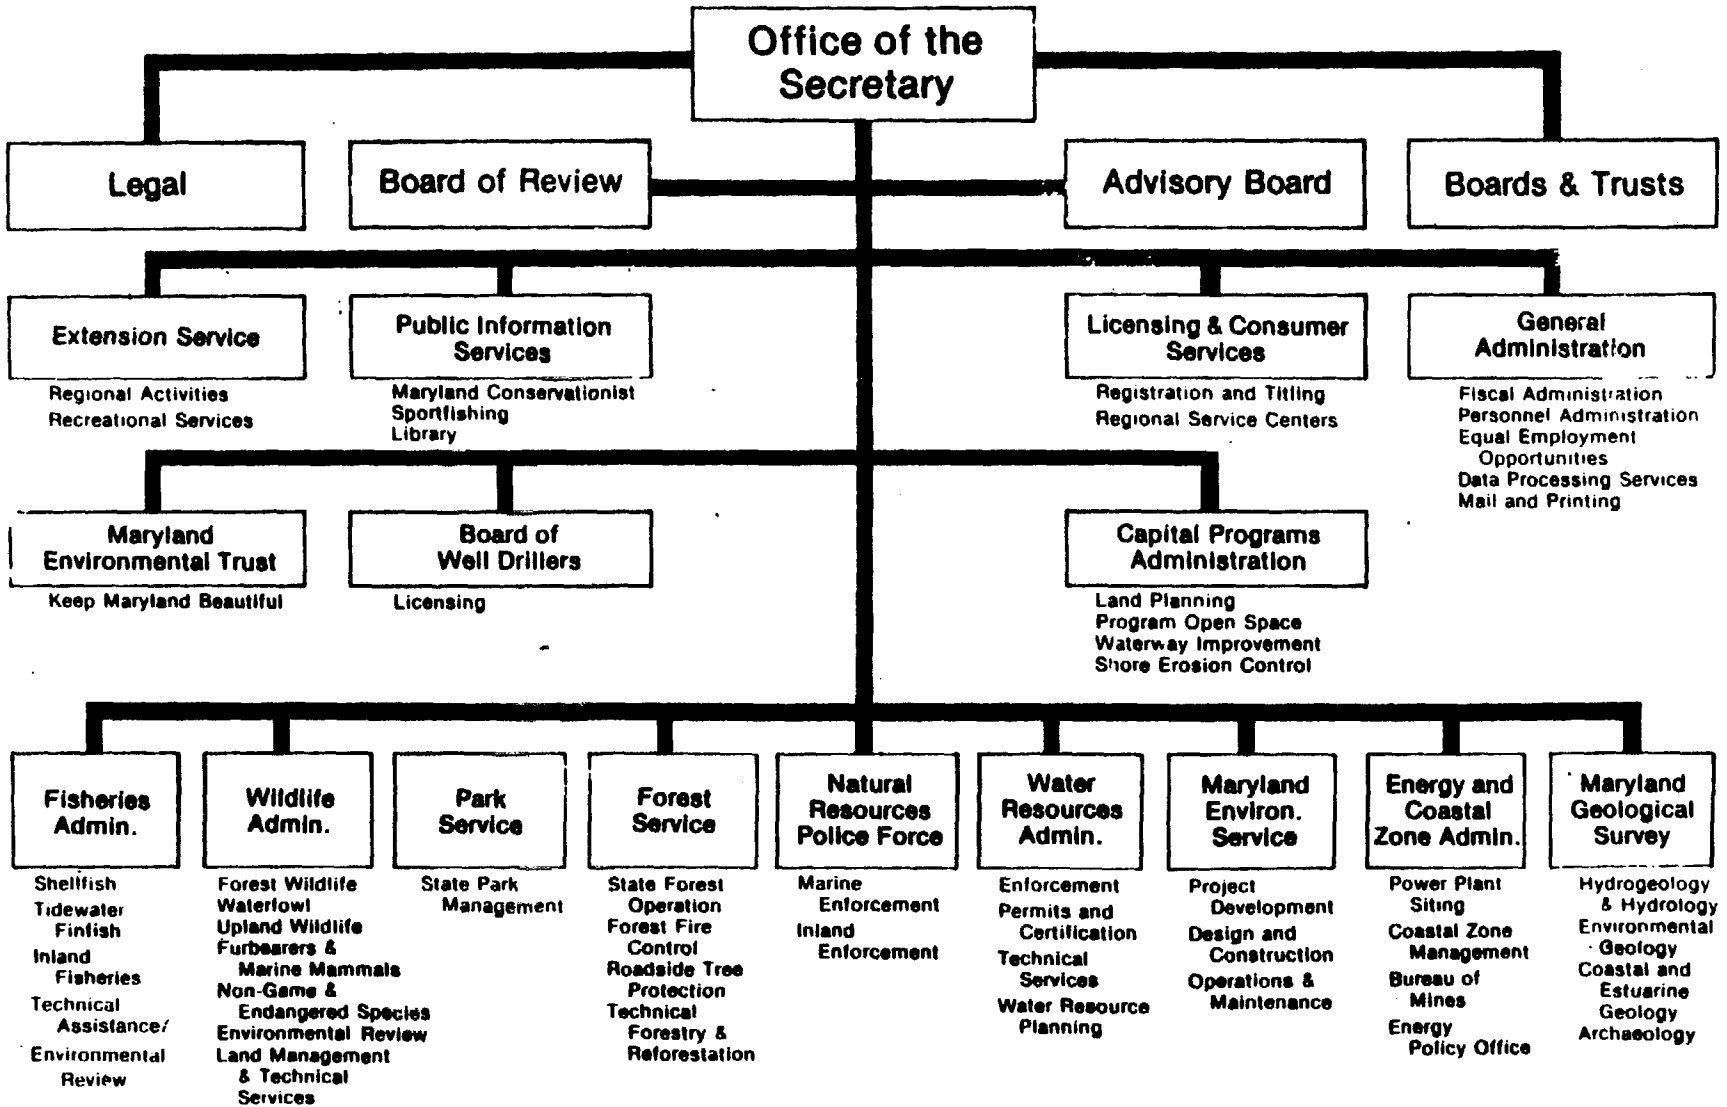 Office of the
Secretary
Legal
Board of Review
Advisory Board
Boards & Trusts
Extension Service
Regional Activities
Recreational Services
Public Information
Services
Maryland Conservationist
Sportfishing
Library
Licensing & Consumer
Services
Registration and Titling
Regional Service Centers
General
Administration
Fiscal Administration
Personnel Administration
Equal Employment
Opportunities
Data Processing Services
Mail and Printing
Maryland
Environmental Trust
Keep Maryland Beautiful
Board of
Well Drillers
Licensing
Capital Programs
Administration
Land Planning
Program Open Space
Waterway Improvement
Shore Erosion Control
Fisheries
Admin.
Shellfish
Tidewater
Finfish
Inland
Fisheries
Technical
Assistance/
Environmental
Review
Wildlife
Admin.
Forest Wildlife
Waterfowl
Upland Wildlife
Furbearers &
Marine Mammals
Non-Game &
Endangered Species
Environmental Review
Land Management
& Technical
Services
Park
Service
State Park
Management
Forest
Service
State Forest
Operation
Forest Fire
Control
Roadside Tree
Protection
Technical
Forestry &
Reforestation
Natural
Resources
Police Force
Marine
Enforcement
Inland
Enforcement
Water
Resources
Admin.
Enforcement
Permits and
Certification
Technical
Services
Water Resource
Planning
Maryland
Environ.
Service
Project
Development
Design and
Construction
Operations &
Maintenance
Energy and
Coastal
Zone Admin.
Power Plant
Siting
Coastal Zone
Management
Bureau of
Mines
Energy
Policy Office
Maryland
Geological
Survey
Hydrogeology
& Hydrology
Environmental
Geology
Coastal and
Estuarine
Geology
Archaeology